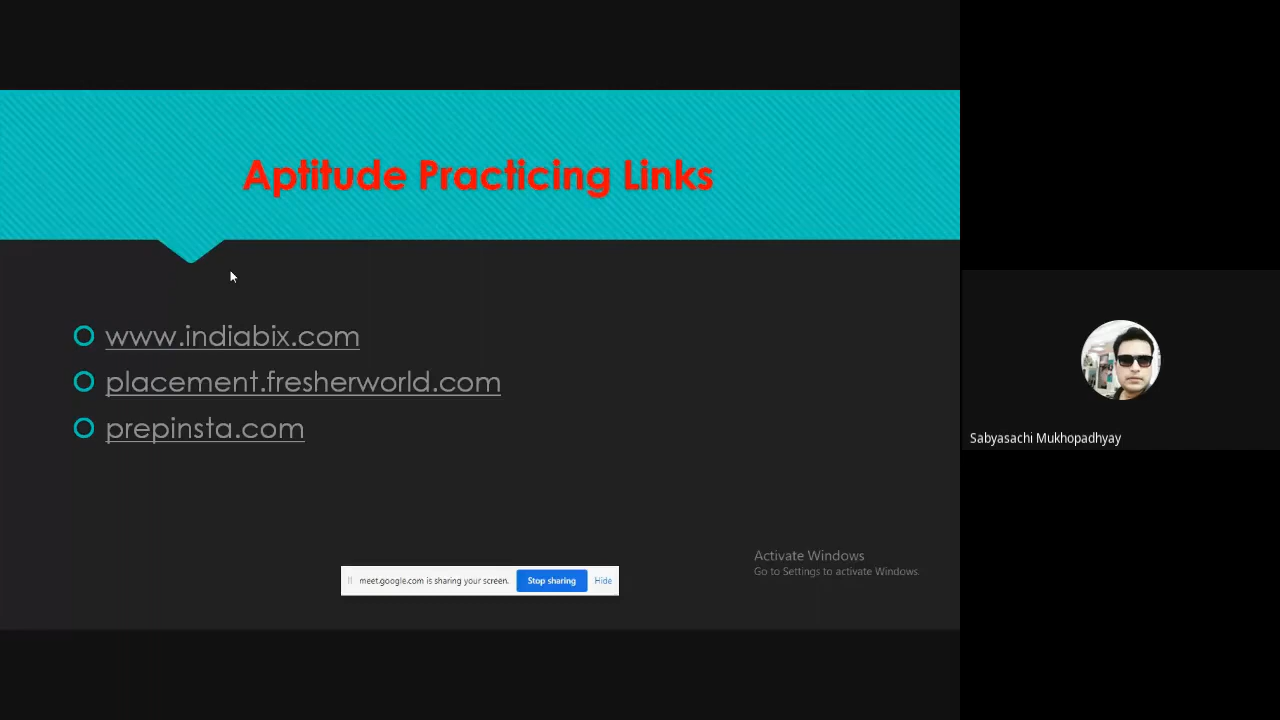 Aptitude Practicing Links
www.indiabix.com
placement.fresherworld.com
prepinsta.com
Sabyasachi Mukhopadhyay
Activate Windows
Go to Settings to activate Windows.
meet.google.com is sharing your screen. Stop sharing Hide